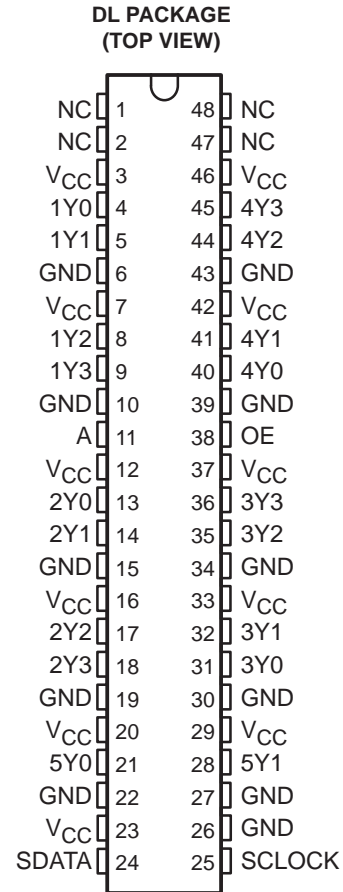 DL PACKAGE
(TOP VIEW)
NC 1 48 NC
NC 2 47 NC
VCC 3 46 VCC
1Y0 4 45 4Y3
1Y1 5 44 4Y2
GND 6 43 GND
VCC 7 42 VCC
1Y2 8 41 4Y1
1Y3 9 40 4Y0
GND 10 39 GND
A 11 38 OE
VCC 12 37 VCC
2Y0 13 36 3Y3
2Y1 14 35 3Y2
GND 15 34 GND
VCC 16 33 VCC
2Y2 17 32 3Y1
2Y3 18 31 3Y0
GND 19 30 GND
VCC 20 29 VCC
5Y0 21 28 5Y1
GND 22 27 GND
VCC 23 26 GND
SDATA 24 25 SCLOCK